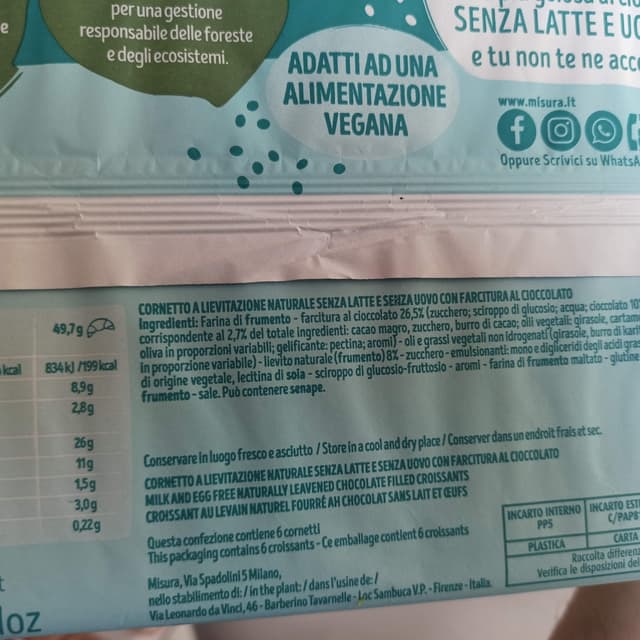 per una gestione
responsabile delle foreste
e degli ecosistemi.
ADATTI AD UNA
ALIMENTAZIONE
VEGANA
SENZA LATTE E UO
e tu non te ne acco
www.misura.it
Oppure Scrivici su WhatsA
49,7g
kcal 834kJ/199kcal
8,9g
2,8g
26g
11g
1,5g
3,0g
0,22g
CORNETTO A LIEVITAZIONE NATURALE SENZA LATTE E SENZA UOVO CON FARCITURA AL CIOCCOLATO
Ingredienti: Farina di frumento - farcitura al cioccolato 26,5% (zucchero; sciroppo di glucosio; acqua; cioccolato 10
corrispondente al 2,7% del totale ingredienti: cacao magro, zucchero, burro di cacao; olii vegetali: girasole, cartam
oliva in proporzioni variabili; gelificante: pectina; aromi) - oli e grassi vegetali non idrogenati (girasole, burro di kari
in proporzione variabile) - lievito naturale (frumento) 8% - zucchero - emulsionanti: mono e digliceridi degli acidi gras
di origine vegetale, lecitina di soia - sciroppo di glucosio-fruttosio - aromi - farina di frumento maltato - glutine
frumento - sale. Può contenere senape.
Conservare in luogo fresco e asciutto / Store in a cool and dry place / Conserver dans un endroit frais et sec.
CORNETTO A LIEVITAZIONE NATURALE SENZA LATTE E SENZA UOVO CON FARCITURA AL CIOCCOLATO
MILK AND EGG FREE NATURALLY LEAVENED CHOCOLATE FILLED CROISSANTS
CROISSANT AU LEVAIN NATUREL FOURRÉ AH CHOCOLAT SANS LAIT ET ŒUFS
Questa confezione contiene 6 cornetti
This packaging contains 6 croissants - Ce emballage contient 6 croissants
Misura, Via Spadolini 5 Milano,
nello stabilimento di: / in the plant: / dans l'usine de: /
Via Leonardo da Vinci, 46 - Barberino Tavarnelle - Loc Sambuca V.P. - Firenze - Italia.
INCARTO INTERNO INCARTO EST
PP5 C/PAP8
PLASTICA CARTA
Raccolta differen
Verifica le disposizioni del
t
loz